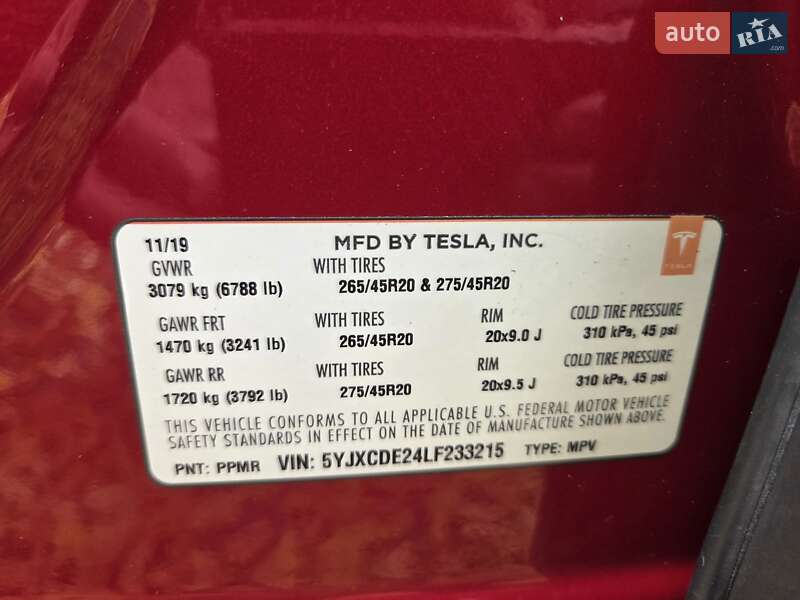 auto RIA.com
11/19 MFD BY TESLA, INC.
TESLA
GVWR WITH TIRES
3079 kg (6788 lb) 265/45R20 & 275/45R20
GAWR FRT WITH TIRES RIM COLD TIRE PRESSURE
1470 kg (3241 lb) 265/45R20 20x9.0 J 310 kPa, 45 psi
GAWR RR WITH TIRES RIM COLD TIRE PRESSURE
1720 kg (3792 lb) 275/45R20 20x9.5 J 310 kPa, 45 psi
THIS VEHICLE CONFORMS TO ALL APPLICABLE U.S. FEDERAL MOTOR VEHICLE
SAFETY STANDARDS IN EFFECT ON THE DATE OF MANUFACTURE SHOWN ABOVE.
PNT: PPMR VIN: 5YJXCDE24LF233215 TYPE: MPV